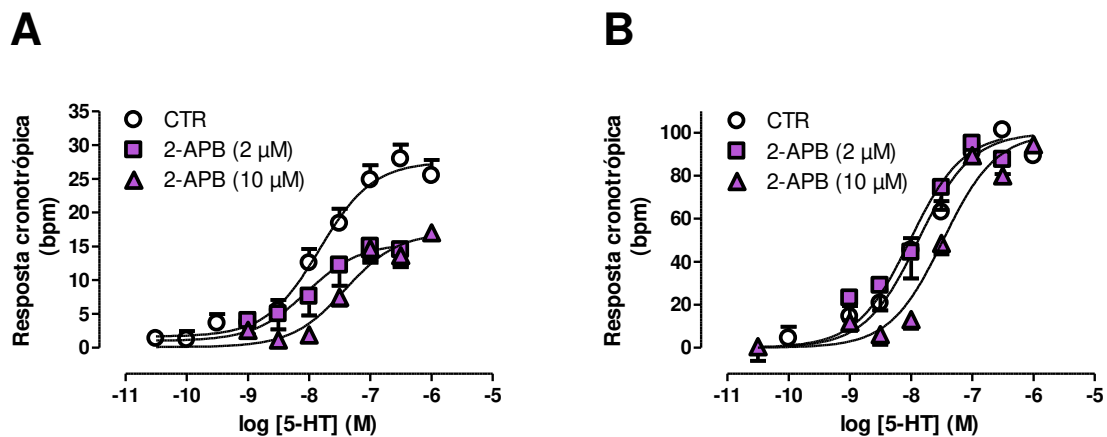 A
Resposta cronotrópica
(bpm)
35
30
25
20
15
10
5
0
CTR
2-APB (2 µM)
2-APB (10 µM)
-11 -10 -9 -8 -7 -6 -5
log [5-HT] (M)
B
Resposta cronotrópica
(bpm)
100
80
60
40
20
0
CTR
2-APB (2 µM)
2-APB (10 µM)
-11 -10 -9 -8 -7 -6 -5
log [5-HT] (M)